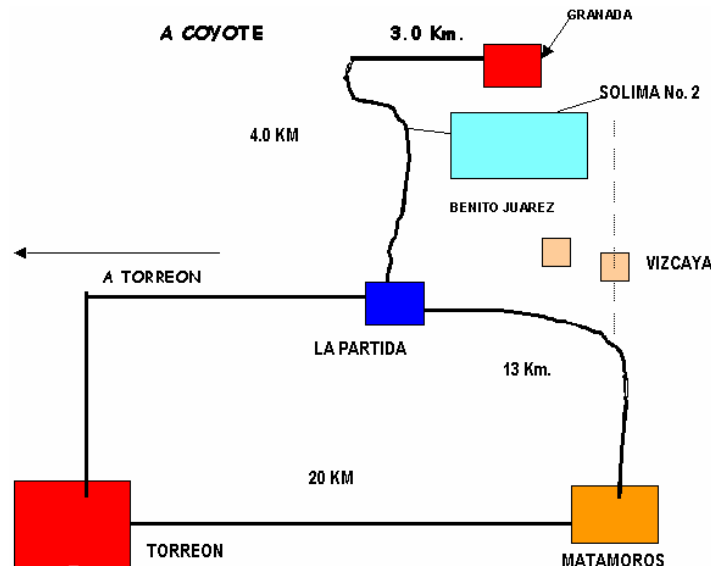 GRANADA
A COYOTE
3.0 Km.
SOLIMA No. 2
4.0 KM
BENITO JUAREZ
VIZCAYA
A TORREON
LA PARTIDA
13 Km.
20 KM
TORREON
MATAMOROS